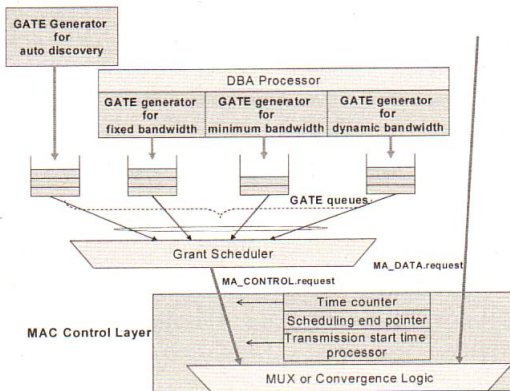 GATE Generator
for
auto discovery
DBA Processor
GATE generator
for
fixed bandwidth
GATE generator
for
minimum bandwidth
GATE generator
for
dynamic bandwidth
GATE queues
Grant Scheduler
MA_CONTROL.request
MA_DATA.request
MAC Control Layer
Time counter
Scheduling end pointer
Transmission start time
processor
MUX or Convergence Logic